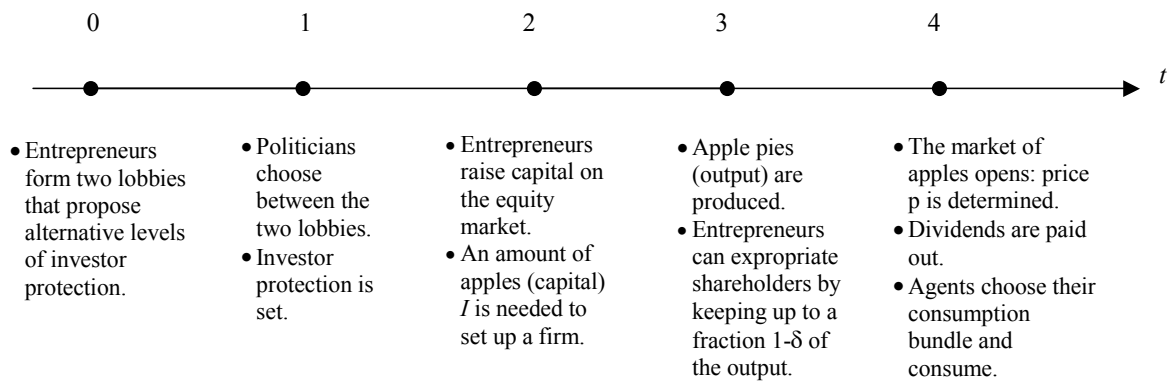 0
1
2
3
4
t
• Entrepreneurs
form two lobbies
that propose
alternative levels
of investor
protection.
• Politicians
choose
between the
two lobbies.
• Investor
protection is
set.
• Entrepreneurs
raise capital on
the equity
market.
• An amount of
apples (capital)
I is needed to
set up a firm.
• Apple pies
(output) are
produced.
• Entrepreneurs
can expropriate
shareholders by
keeping up to a
fraction 1-δ of
the output.
• The market of
apples opens: price
p is determined.
• Dividends are paid
out.
• Agents choose their
consumption
bundle and
consume.